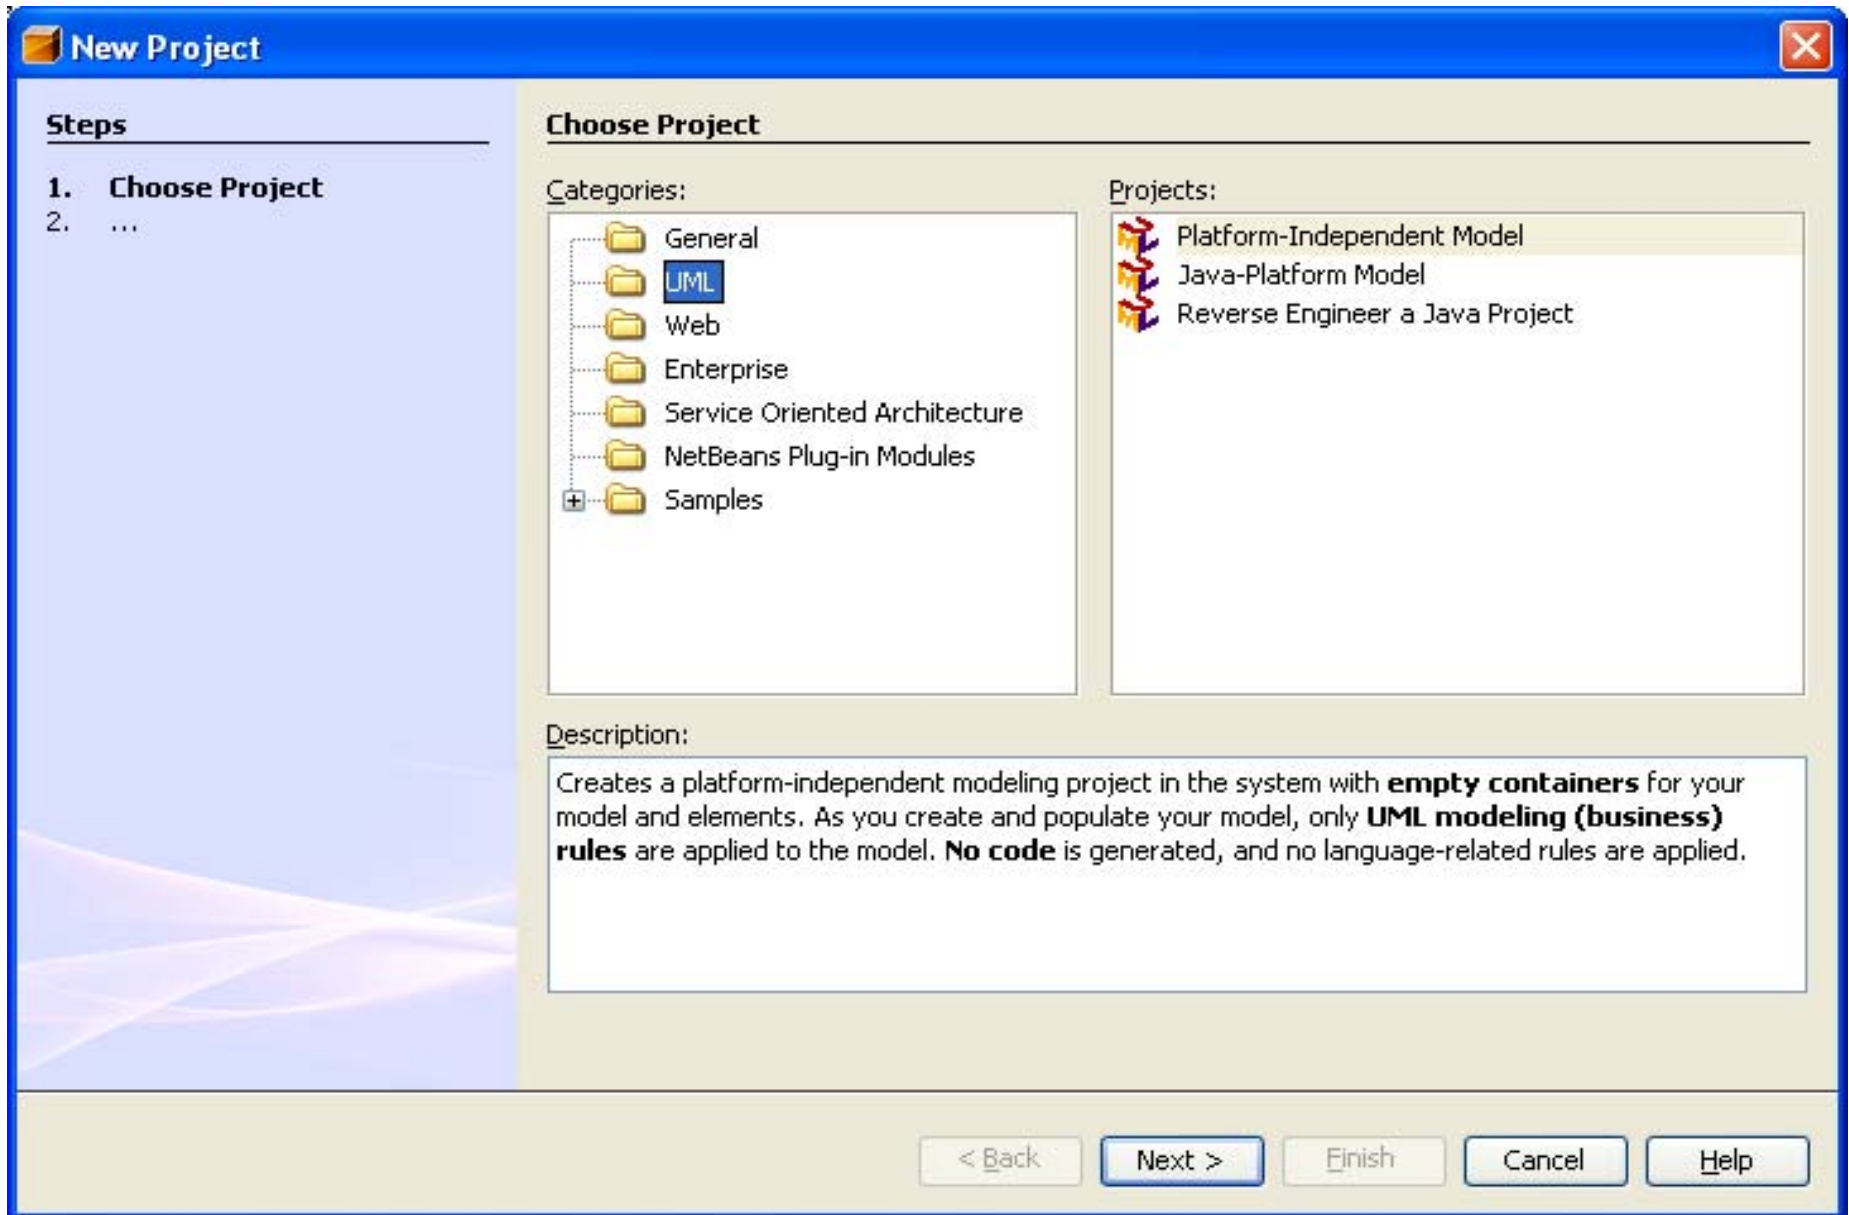 New Project
Steps
1. Choose Project
2. ...
Choose Project
Categories:
General
UML
Web
Enterprise
Service Oriented Architecture
NetBeans Plug-in Modules
Samples
Projects:
Platform-Independent Model
Java-Platform Model
Reverse Engineer a Java Project
Description:
Creates a platform-independent modeling project in the system with empty containers for your
model and elements. As you create and populate your model, only UML modeling (business)
rules are applied to the model. No code is generated, and no language-related rules are applied.
< Back Next > Finish Cancel Help